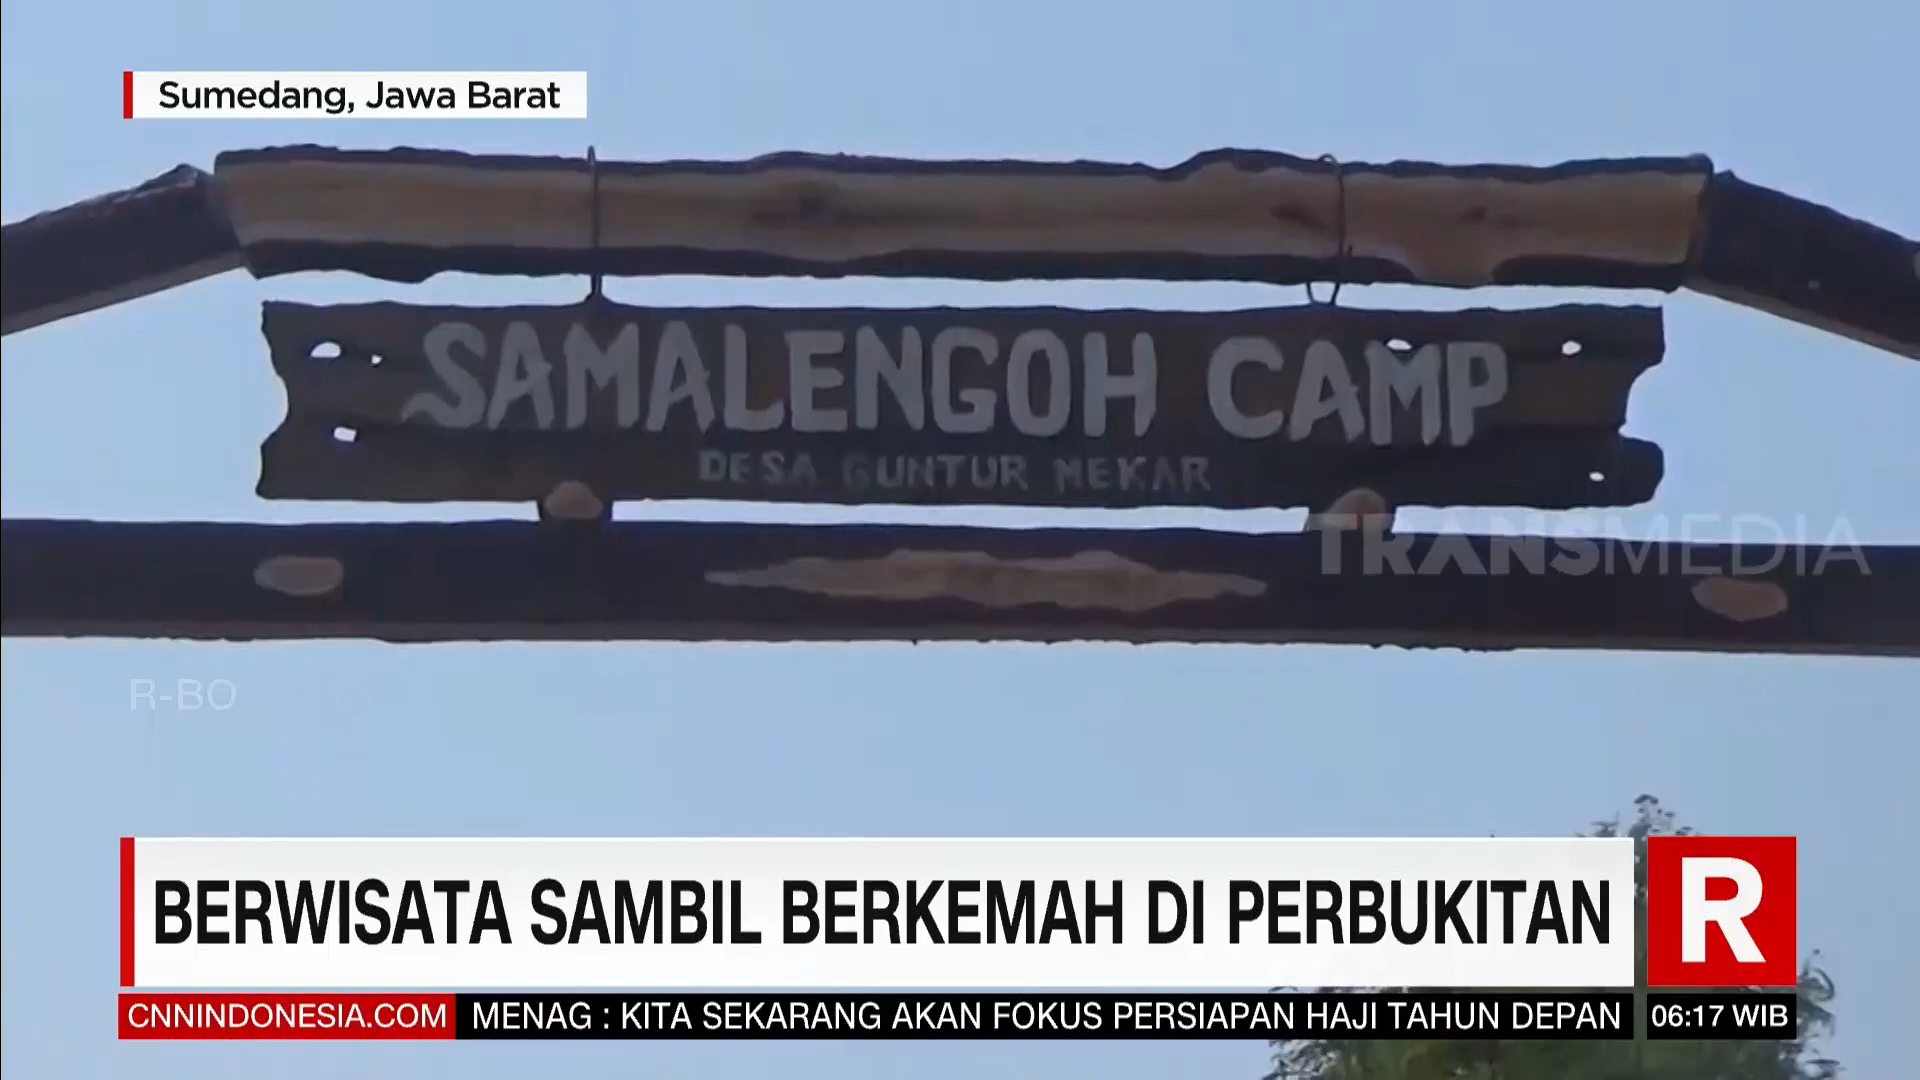 Sumedang, Jawa Barat
SAMALENGOH CAMP
DESA GUNTUR MEKAR
TRANSMEDIA
R-BO
BERWISATA SAMBIL BERKEMAH DI PERBUKITAN
R
CNNINDONESIA.COM
MENAG : KITA SEKARANG AKAN FOKUS PERSIAPAN HAJI TAHUN DEPAN
06:17 WIB